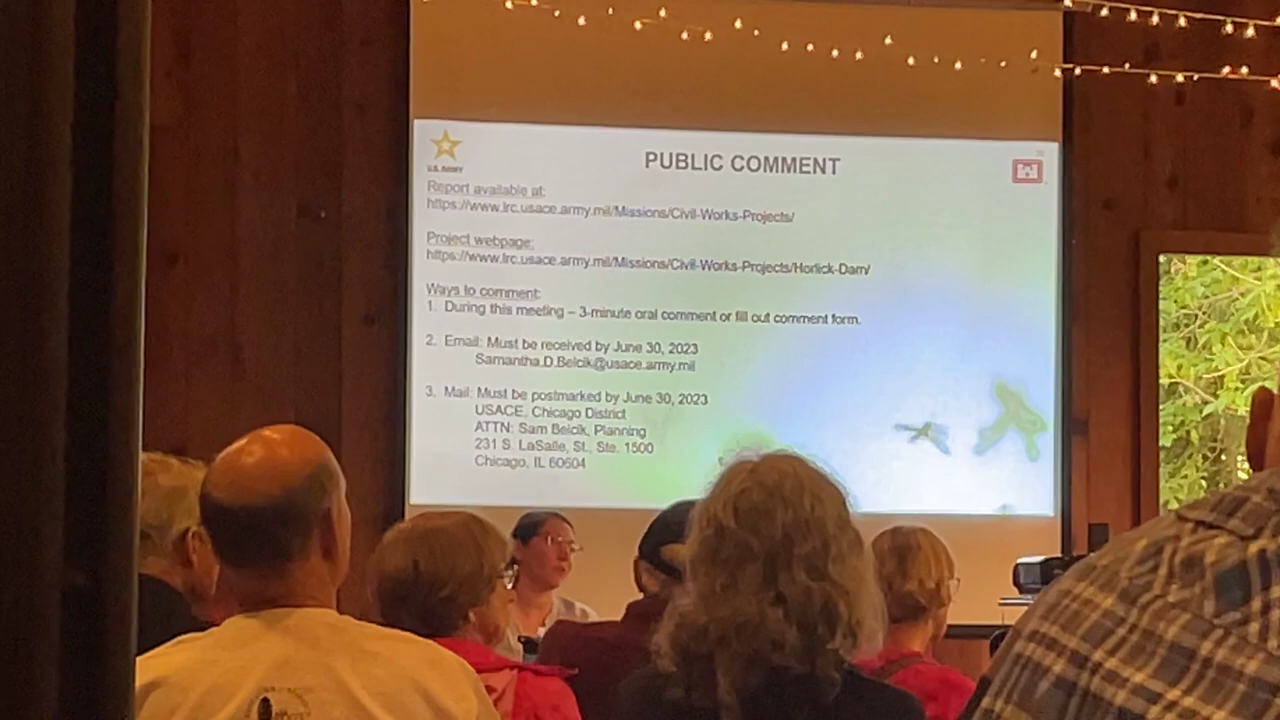 U.S. ARMY
PUBLIC COMMENT
Report available at:
https://www.lrc.usace.army.mil/Missions/Civil-Works-Projects/
Project webpage:
https://www.lrc.usace.army.mil/Missions/Civil-Works-Projects/Horlick-Dam/
Ways to comment:
1. During this meeting – 3-minute oral comment or fill out comment form.
2. Email: Must be received by June 30, 2023
Samantha.D.Belcik@usace.army.mil
3. Mail: Must be postmarked by June 30, 2023
USACE, Chicago District
ATTN: Sam Belcik, Planning
231 S. LaSalle, St., Ste. 1500
Chicago, IL 60604